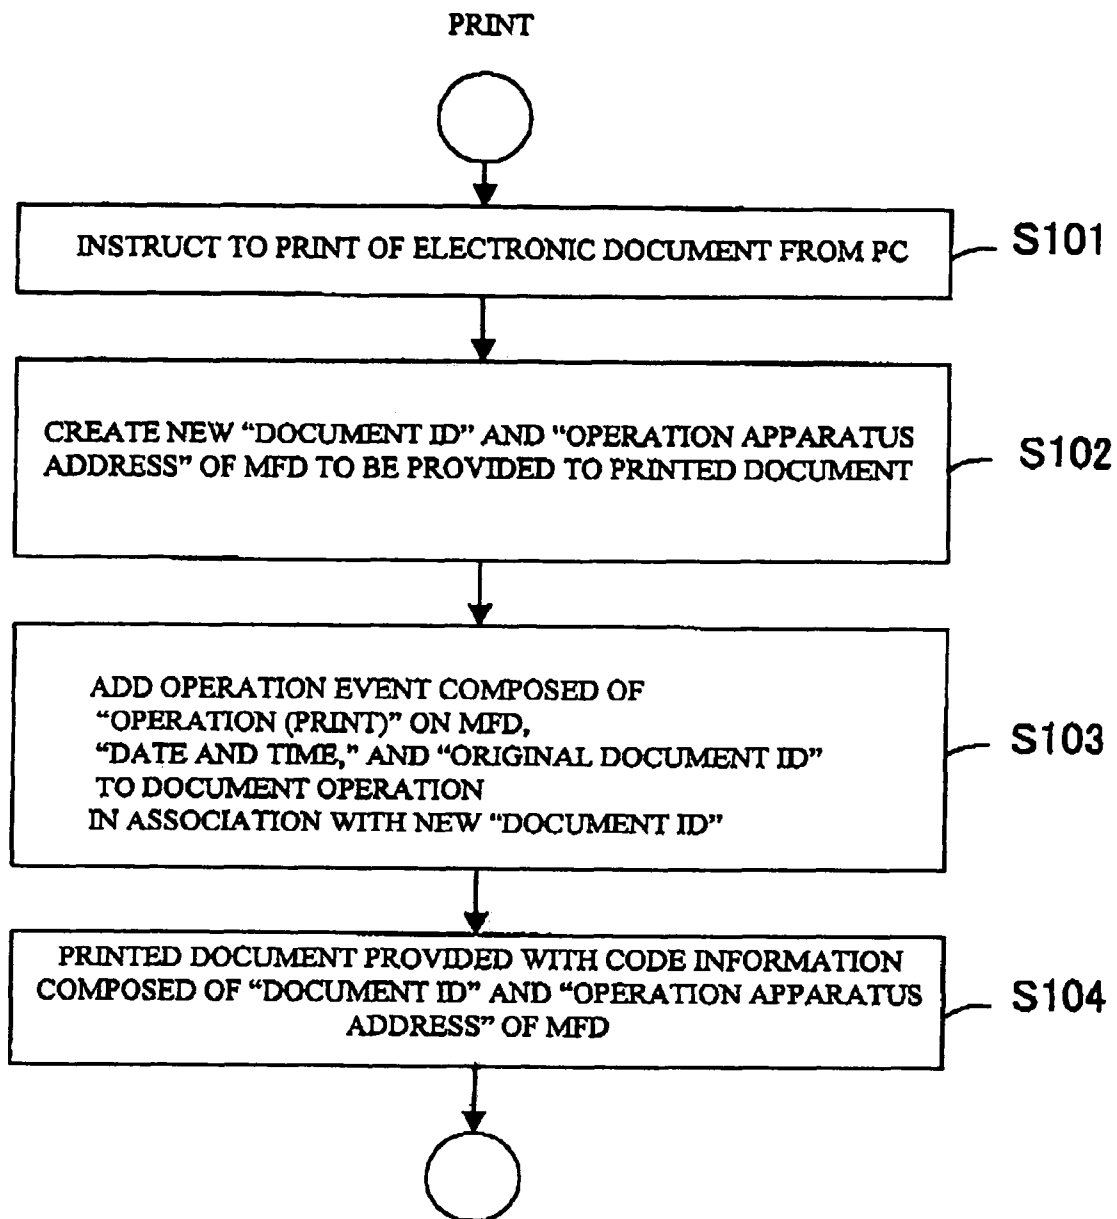 PRINT
INSTRUCT TO PRINT OF ELECTRONIC DOCUMENT FROM PC
S101
CREATE NEW “DOCUMENT ID” AND “OPERATION APPARATUS
ADDRESS” OF MFD TO BE PROVIDED TO PRINTED DOCUMENT
S102
ADD OPERATION EVENT COMPOSED OF
“OPERATION (PRINT)” ON MFD,
“DATE AND TIME,” AND “ORIGINAL DOCUMENT ID”
TO DOCUMENT OPERATION
IN ASSOCIATION WITH NEW “DOCUMENT ID”
S103
PRINTED DOCUMENT PROVIDED WITH CODE INFORMATION
COMPOSED OF “DOCUMENT ID” AND “OPERATION APPARATUS
ADDRESS” OF MFD
S104